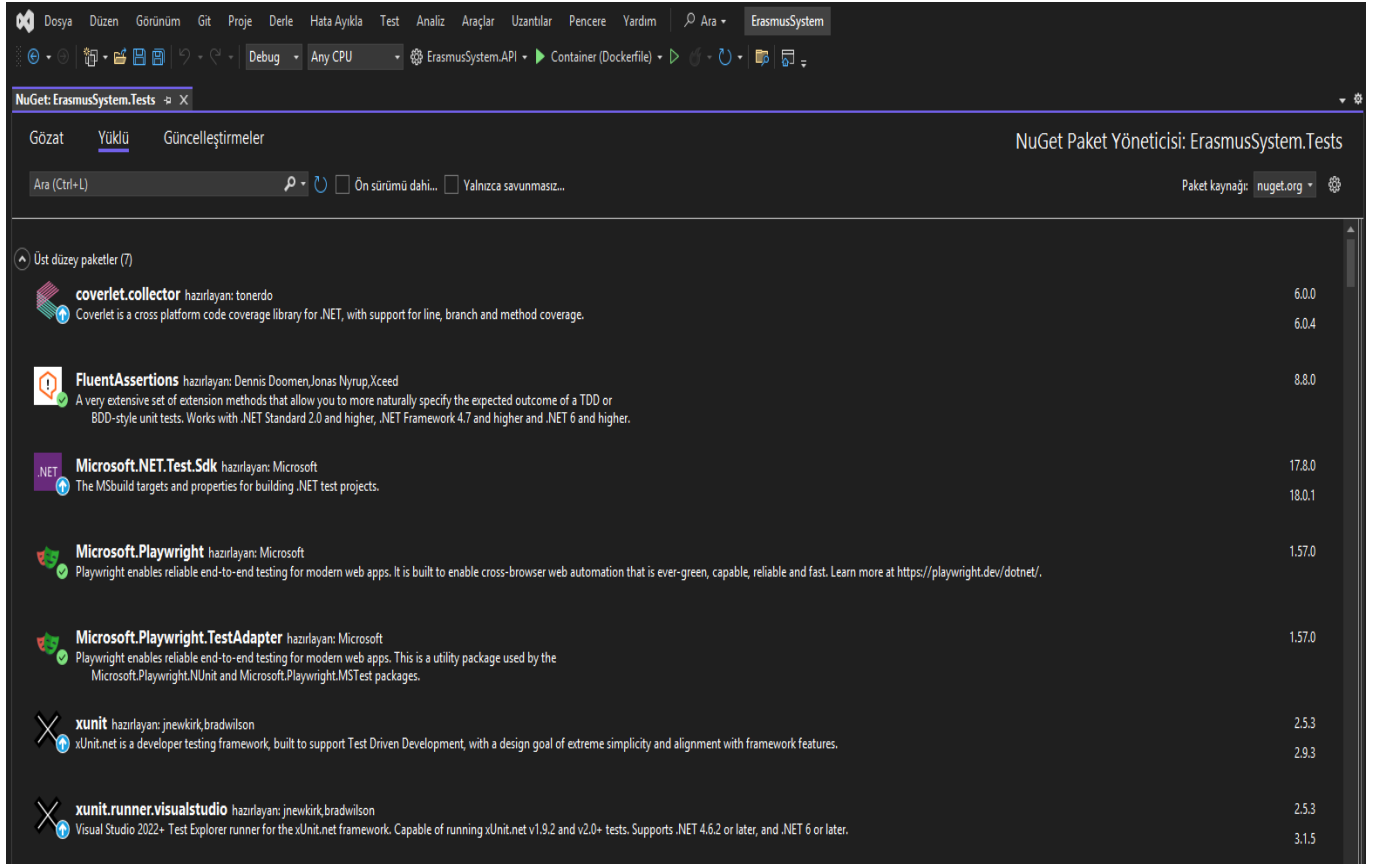 Dosya Düzen Görünüm Git Proje Derle Hata Ayıkla Test Analiz Araçlar Uzantılar Pencere Yardım Ara ErasmusSystem
Debug Any CPU ErasmusSystem.API Container (Dockerfile)
NuGet: ErasmusSystem.Tests
Gözat Yüklü Güncelleştirmeler NuGet Paket Yöneticisi: ErasmusSystem.Tests
Ara (Ctrl+L) Ön sürümü dahi... Yalnızca savunmasız... Paket kaynağı: nuget.org
Üst düzey paketler (7)
coverlet.collector hazırlayan: tonerdo 6.0.0
Coverlet is a cross platform code coverage library for .NET, with support for line, branch and method coverage.
6.0.4
FluentAssertions hazırlayan: Dennis Doomen,Jonas Nyrup,Xceed 8.8.0
A very extensive set of extension methods that allow you to more naturally specify the expected outcome of a TDD or
BDD-style unit tests. Works with .NET Standard 2.0 and higher, .NET Framework 4.7 and higher and .NET 6 and higher.
.NET Microsoft.NET.Test.Sdk hazırlayan: Microsoft 17.8.0
The MSbuild targets and properties for building .NET test projects.
18.0.1
Microsoft.Playwright hazırlayan: Microsoft 1.57.0
Playwright enables reliable end-to-end testing for modern web apps. It is built to enable cross-browser web automation that is ever-green, capable, reliable and fast. Learn more at https://playwright.dev/dotnet/.
Microsoft.Playwright.TestAdapter hazırlayan: Microsoft 1.57.0
Playwright enables reliable end-to-end testing for modern web apps. This is a utility package used by the
Microsoft.Playwright.NUnit and Microsoft.Playwright.MSTest packages.
xunit hazırlayan: jnewkirk,bradwilson 2.5.3
xUnit.net is a developer testing framework, built to support Test Driven Development, with a design goal of extreme simplicity and alignment with framework features.
2.9.3
xunit.runner.visualstudio hazırlayan: jnewkirk,bradwilson 2.5.3
Visual Studio 2022+ Test Explorer runner for the xUnit.net framework. Capable of running xUnit.net v1.9.2 and v2.0+ tests. Supports .NET 4.6.2 or later, and .NET 6 or later.
3.1.5